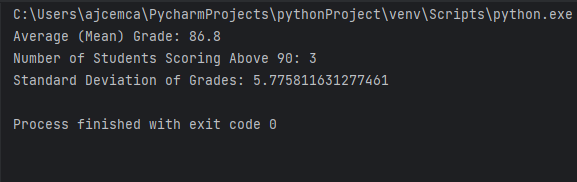 C:\Users\ajcemca\PycharmProjects\pythonProject\venv\Scripts\python.exe
Average (Mean) Grade: 86.8
Number of Students Scoring Above 90: 3
Standard Deviation of Grades: 5.775811631277461
Process finished with exit code 0